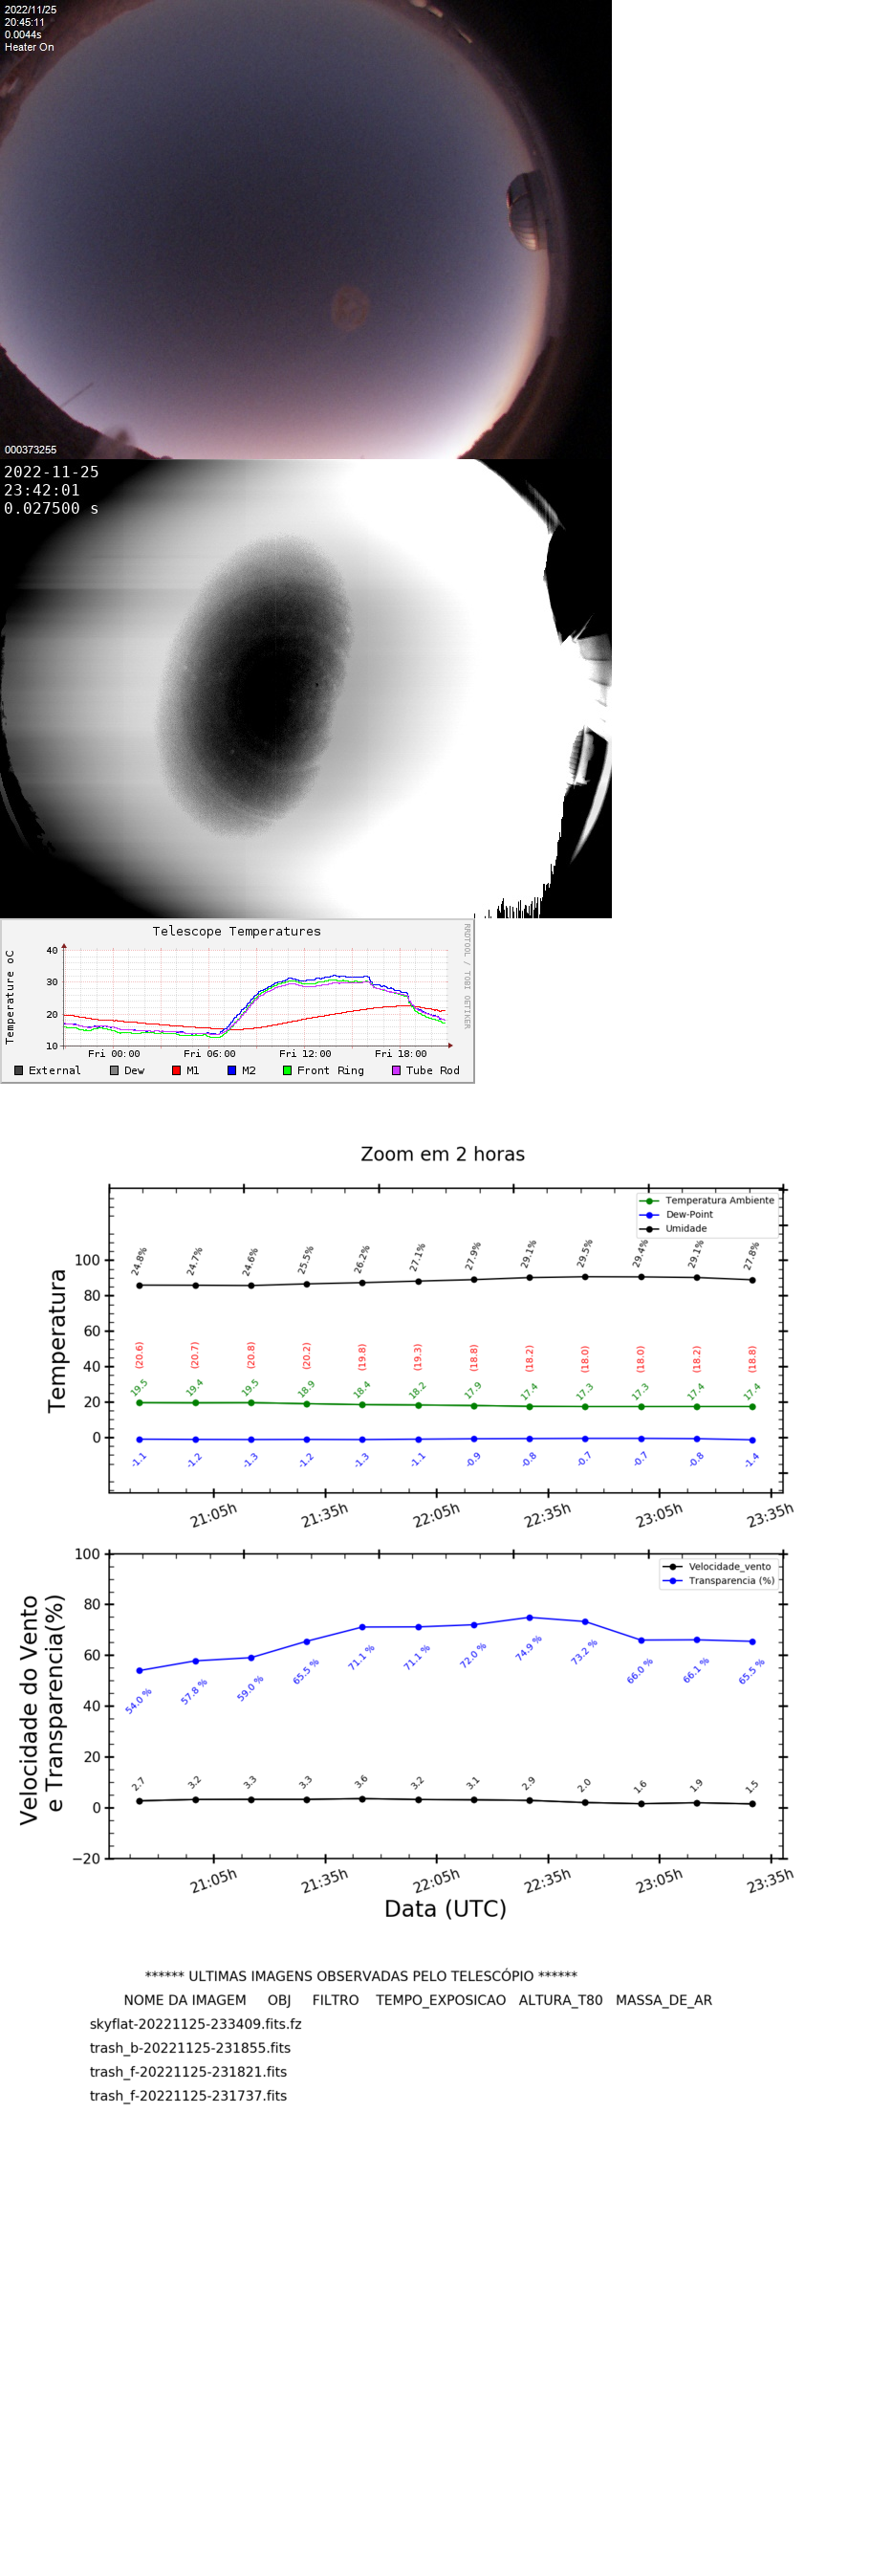 2022/11/25
20:45:11
0.0044s
Heater On
000373255
2022-11-25
23:42:01
0.027500 s
Telescope Temperatures
RRDTOOL / TOBI OETIKER
Temperature oC
40
30
20
10
Fri 00:00 Fri 06:00 Fri 12:00 Fri 18:00
External Dew M1 M2 Front Ring Tube Rod
Zoom em 2 horas
Temperatura Ambiente
Dew-Point
Umidade
Temperatura
100
80
60
40
20
0
24.8% 24.7% 24.6% 25.5% 26.2% 27.1% 27.9% 29.1% 29.5% 29.4% 29.1% 27.8%
(20.6) (20.7) (20.8) (20.2) (19.8) (19.3) (18.8) (18.2) (18.0) (18.0) (18.2) (18.8)
19.5 19.4 19.5 18.9 18.4 18.2 17.9 17.4 17.3 17.3 17.4 17.4
-1.1 -1.2 -1.3 -1.2 -1.3 -1.1 -0.9 -0.8 -0.7 -0.7 -0.8 -1.4
21:05h 21:35h 22:05h 22:35h 23:05h 23:35h
Velocidade_vento
Transparencia (%)
Velocidade do Vento
e Transparencia(%)
100
80
60
40
20
0
−20
54.0 % 57.8 % 59.0 % 65.5 % 71.1 % 71.1 % 72.0 % 74.9 % 73.2 % 66.0 % 66.1 % 65.5 %
2.7 3.2 3.3 3.3 3.6 3.2 3.1 2.9 2.0 1.6 1.9 1.5
21:05h 21:35h 22:05h 22:35h 23:05h 23:35h
Data (UTC)
****** ULTIMAS IMAGENS OBSERVADAS PELO TELESCÓPIO ******
NOME DA IMAGEM OBJ FILTRO TEMPO_EXPOSICAO ALTURA_T80 MASSA_DE_AR
skyflat-20221125-233409.fits.fz
trash_b-20221125-231855.fits
trash_f-20221125-231821.fits
trash_f-20221125-231737.fits